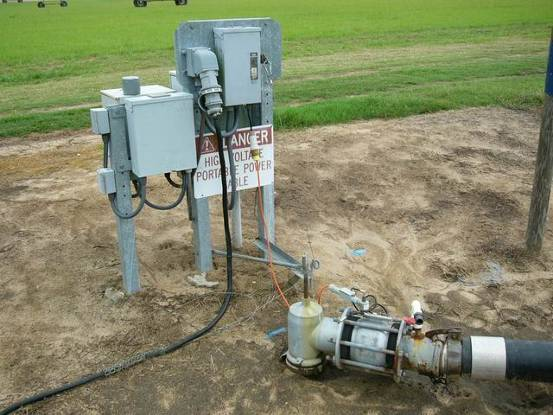 DANGER
HIGH VOLTAGE
PORTABLE POWER
CABLE